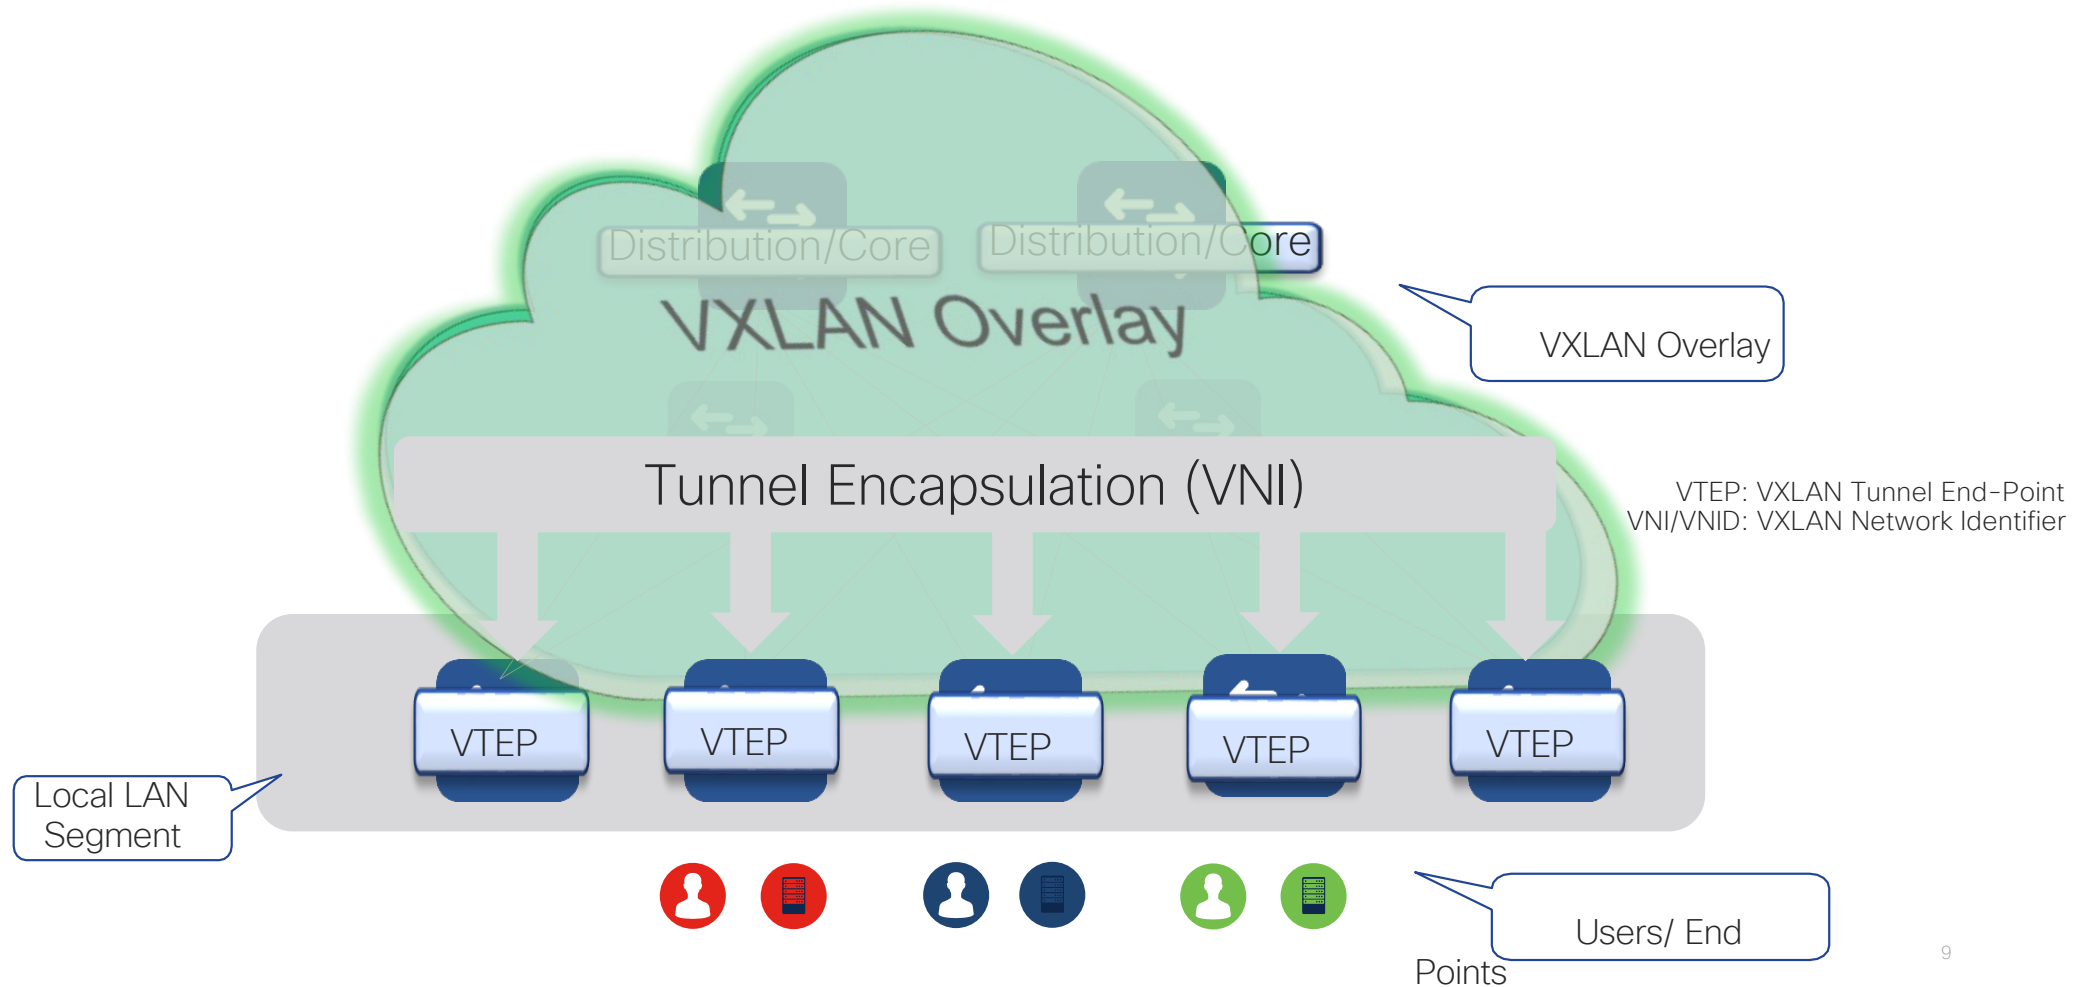 Distribution/Core
Distribution/Core
VXLAN Overlay
VXLAN Overlay
Tunnel Encapsulation (VNI)
VTEP: VXLAN Tunnel End-Point
VNI/VNID: VXLAN Network Identifier
VTEP
VTEP
VTEP
VTEP
VTEP
Local LAN
Segment
Users/ End
Points
9